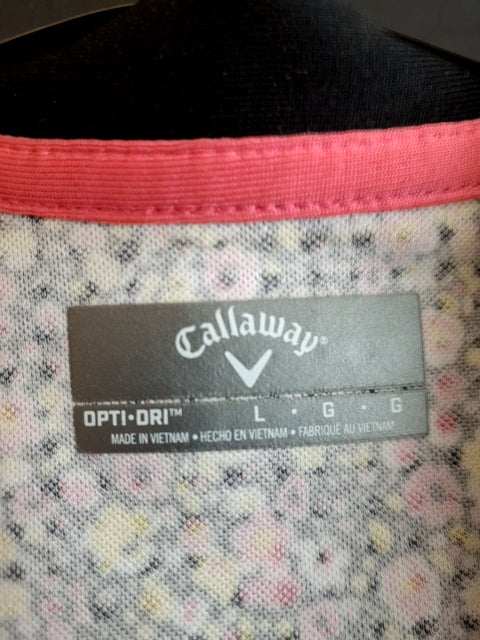 Callaway®
OPTI•DRI™ L • G • G
MADE IN VIETNAM • HECHO EN VIETNAM • FABRIQUÉ AU VIETNAM